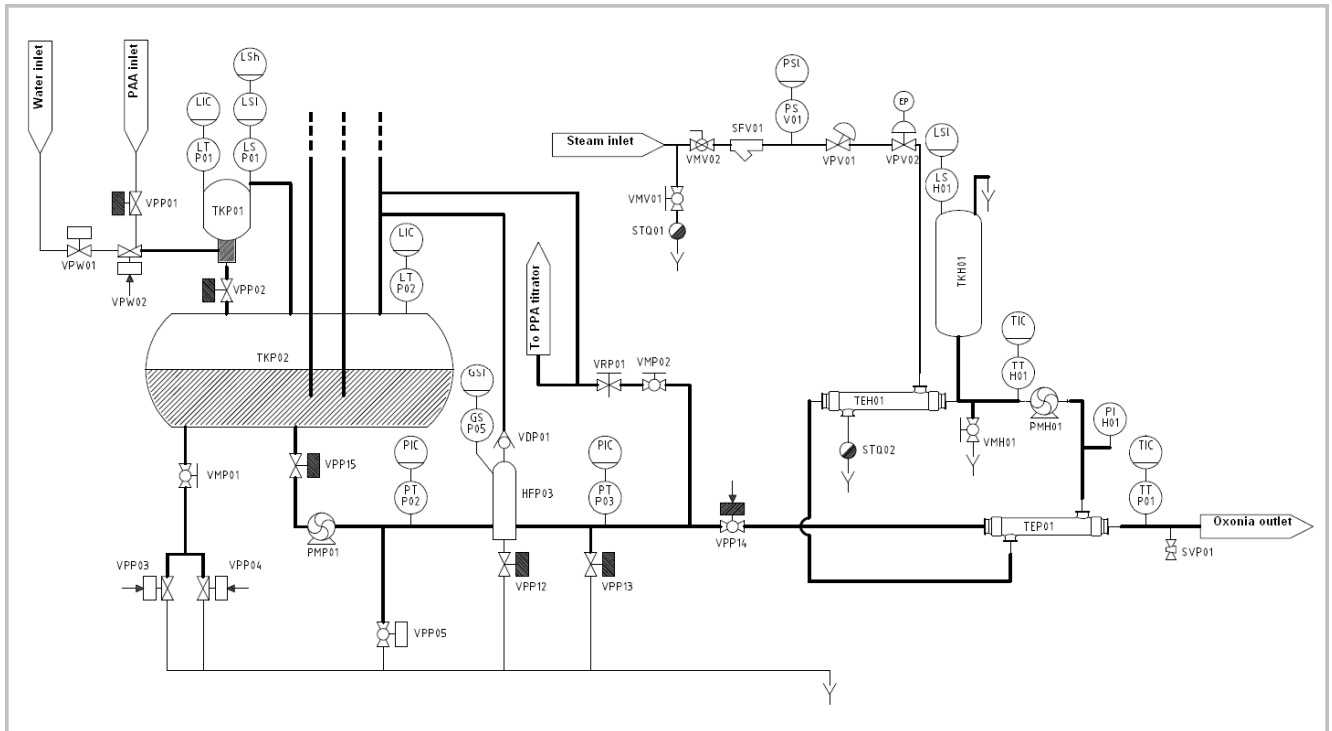 Water inlet
PAA inlet
LSh
LIC
LSl
LT
P01
LS
P01
TKP01
VPP01
VPW01
VPW02
VPP02
LIC
LT
P02
TKP02
Steam inlet
VMV02
SFV01
PSl
PS
V01
VPV01
EP
VPV02
LSl
LS
H01
VMV01
STQ01
TKH01
To PPA titrator
VRP01
VMP02
GSl
GS
P05
VDP01
HFP03
TEH01
STQ02
TIC
TT
H01
PMH01
VMH01
PI
H01
VMP01
VPP15
PIC
PT
P02
PIC
PT
P03
PMP01
VPP14
TEP01
TIC
TT
P01
Oxonia outlet
SVP01
VPP03
VPP04
VPP12
VPP13
VPP05